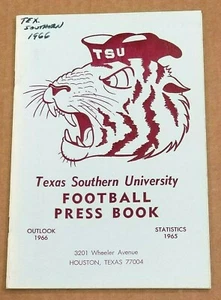 TEX.
SOUTHERN
1966
TSU
Texas Southern University
FOOTBALL
PRESS BOOK
OUTLOOK
1966
STATISTICS
1965
3201 Wheeler Avenue
HOUSTON, TEXAS 77004